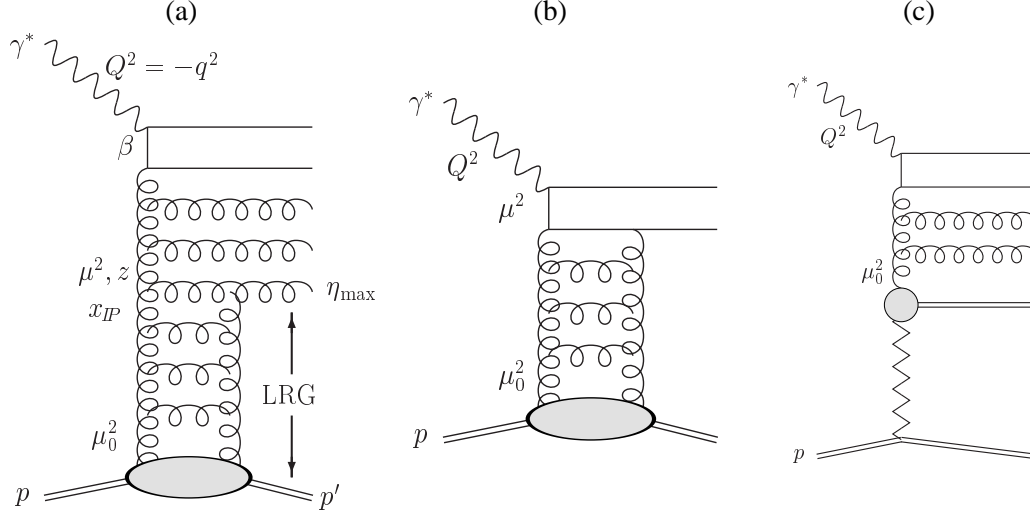 (a)
γ*
Q² = −q²
β
μ², z
x_IP
η_max
LRG
μ₀²
p
p′
(b)
γ*
Q²
μ²
μ₀²
p
(c)
γ*
Q²
μ₀²
p